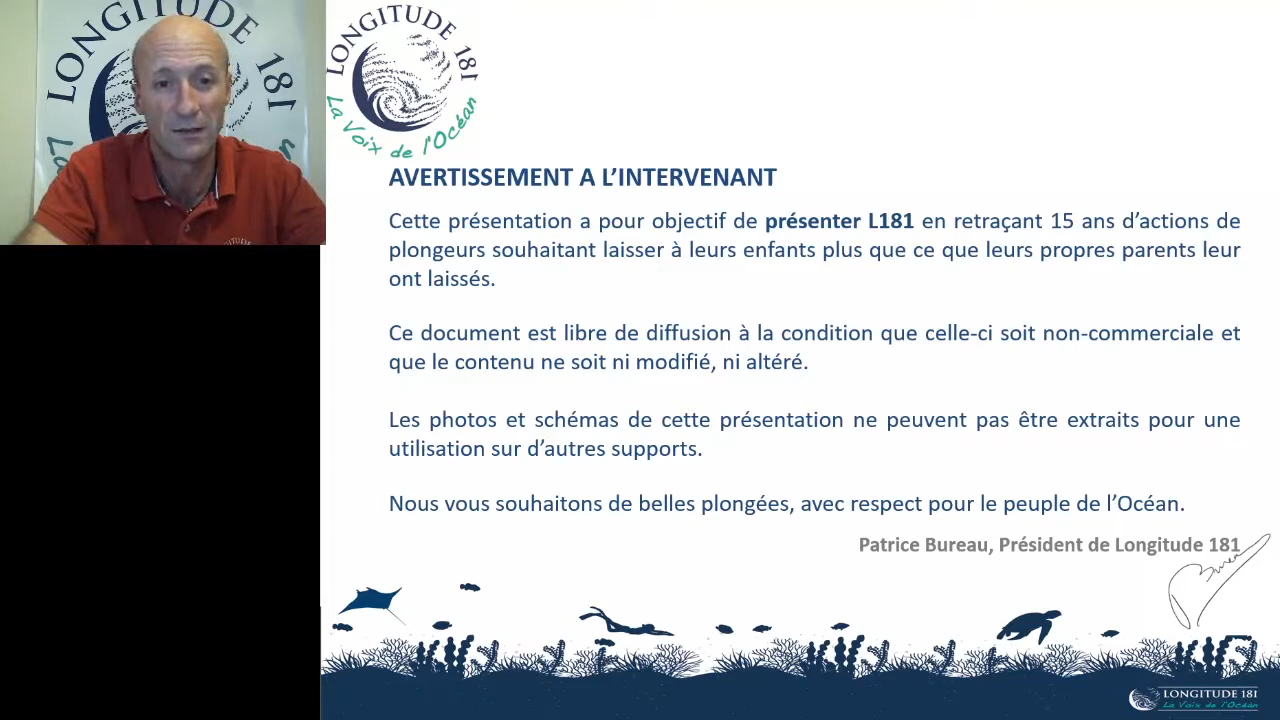 LONGITUDE 181
La
LONGITUDE 181
La Voix de l'Océan
AVERTISSEMENT A L'INTERVENANT
Cette présentation a pour objectif de présenter L181 en retraçant 15 ans d'actions de
plongeurs souhaitant laisser à leurs enfants plus que ce que leurs propres parents leur
ont laissés.
Ce document est libre de diffusion à la condition que celle-ci soit non-commerciale et
que le contenu ne soit ni modifié, ni altéré.
Les photos et schémas de cette présentation ne peuvent pas être extraits pour une
utilisation sur d'autres supports.
Nous vous souhaitons de belles plongées, avec respect pour le peuple de l'Océan.
Patrice Bureau, Président de Longitude 181
LONGITUDE 181
La Voix de l'Océan